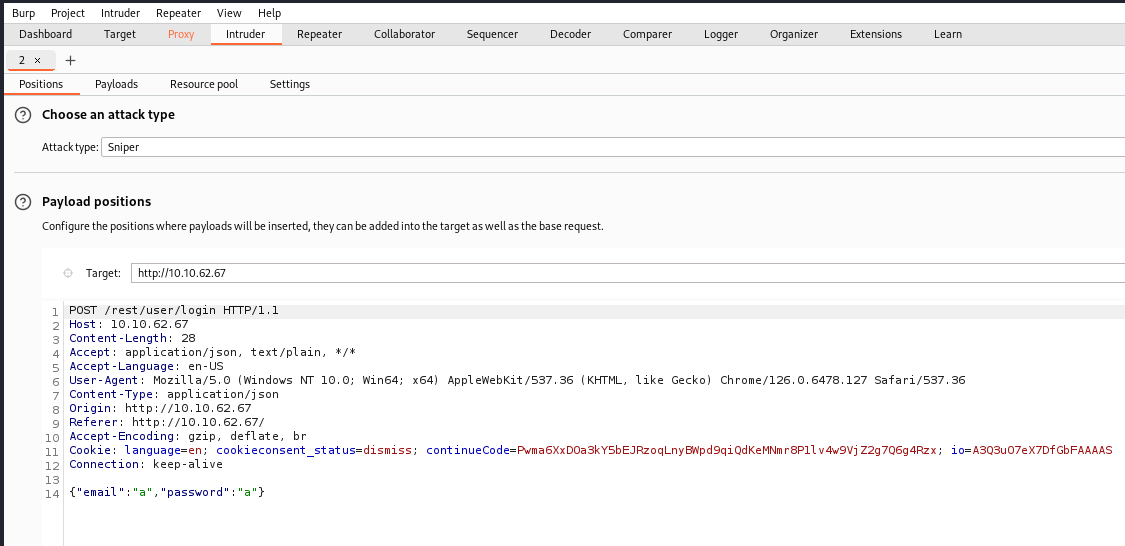 Burp Project Intruder Repeater View Help
Dashboard Target Proxy Intruder Repeater Collaborator Sequencer Decoder Comparer Logger Organizer Extensions Learn
2 × +
Positions Payloads Resource pool Settings
? Choose an attack type
Attack type: Sniper
? Payload positions
Configure the positions where payloads will be inserted, they can be added into the target as well as the base request.
Target: http://10.10.62.67
1 POST /rest/user/login HTTP/1.1
2 Host: 10.10.62.67
3 Content-Length: 28
4 Accept: application/json, text/plain, */*
5 Accept-Language: en-US
6 User-Agent: Mozilla/5.0 (Windows NT 10.0; Win64; x64) AppleWebKit/537.36 (KHTML, like Gecko) Chrome/126.0.6478.127 Safari/537.36
7 Content-Type: application/json
8 Origin: http://10.10.62.67
9 Referer: http://10.10.62.67/
10 Accept-Encoding: gzip, deflate, br
11 Cookie: language=en; cookieconsent_status=dismiss; continueCode=Pwma6XxDOa3kY5bEJRzoqLnyBWpd9qiQdKeMNmr8P1lv4w9VjZ2g7Q6g4Rzx; io=A3Q3uO7eX7DfGbFAAAAS
12 Connection: keep-alive
13
14 {"email":"a","password":"a"}